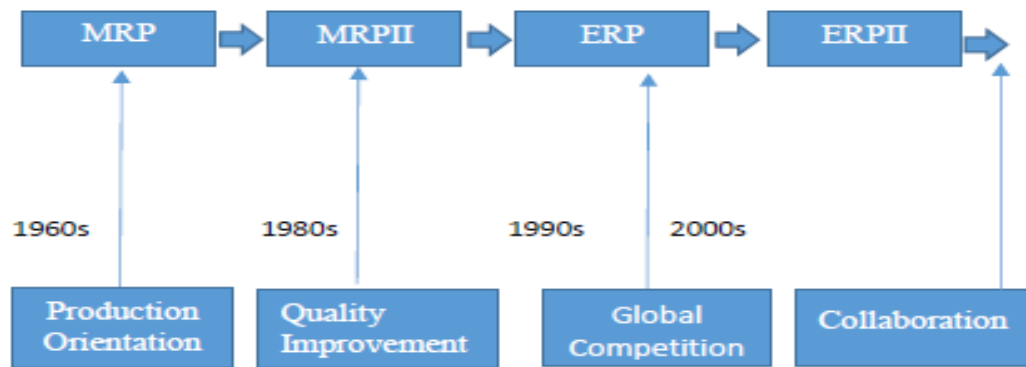 MRP
MRPII
ERP
ERPII
1960s
1980s
1990s
2000s
Production
Orientation
Quality
Improvement
Global
Competition
Collaboration